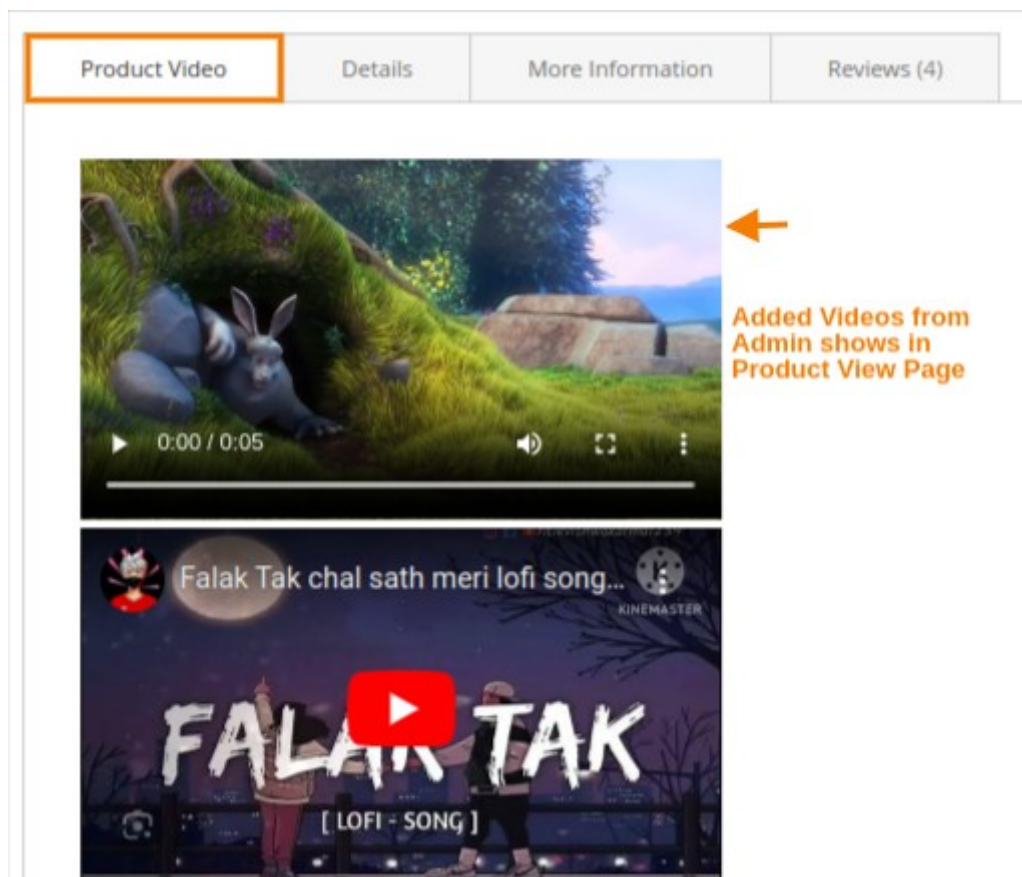 Product Video
Details
More Information
Reviews (4)
Added Videos from
Admin shows in
Product View Page
0:00 / 0:05
Falak Tak chal sath meri lofi song...
KINEMASTER
FALAK TAK
[ LOFI - SONG ]